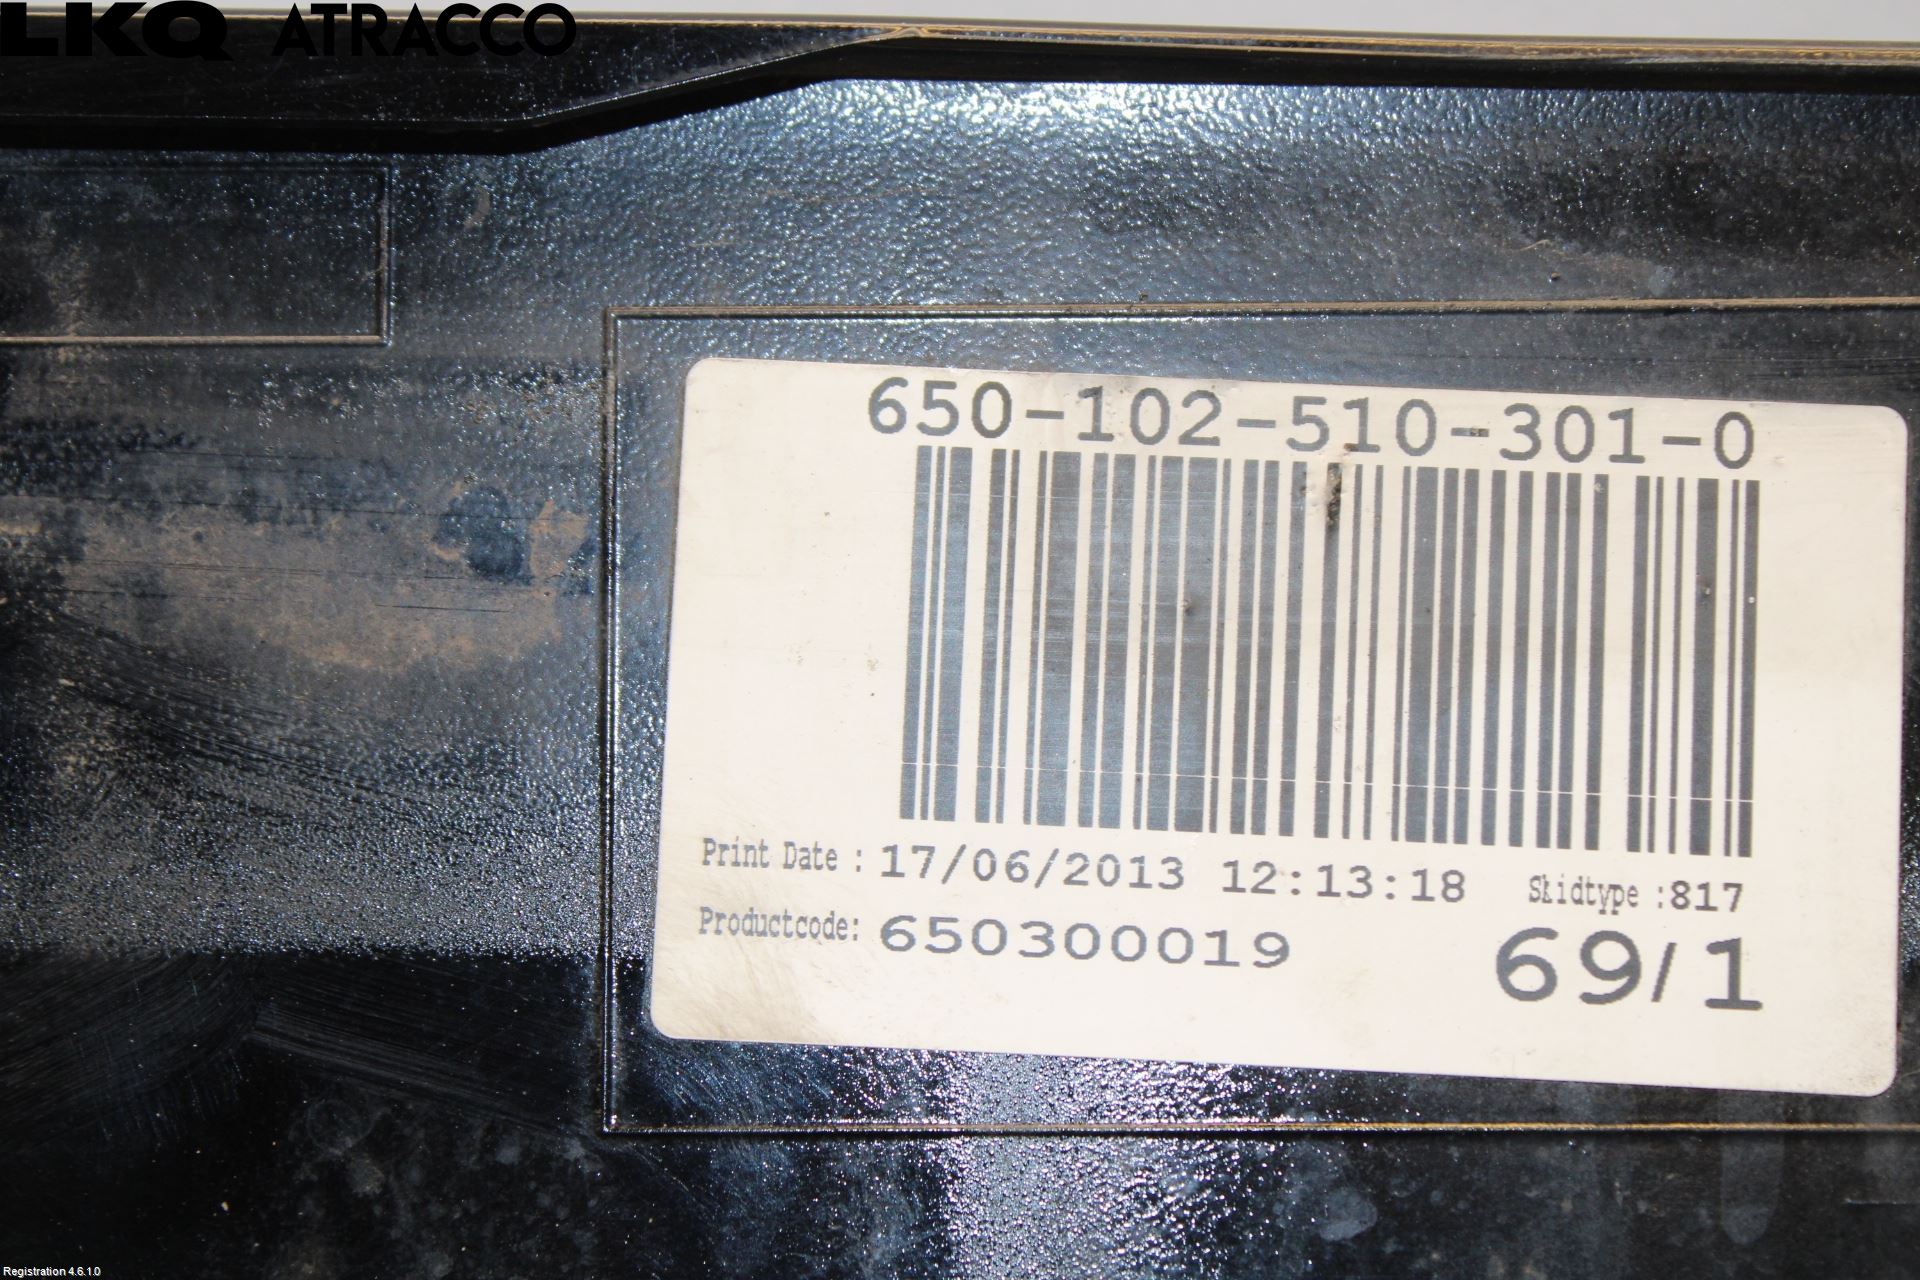 LKQ ATRACCO
650-102-510-301-0
Print Date : 17/06/2013 12:13:18 Skidtype :817
Productcode: 650300019 69/1
Registration 4.6.1.0